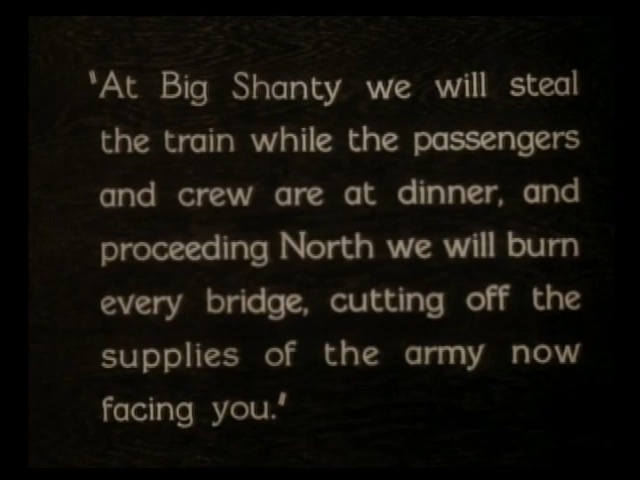 "At Big Shanty we will steal
the train while the passengers
and crew are at dinner, and
proceeding North we will burn
every bridge, cutting off the
supplies of the army now
facing you."